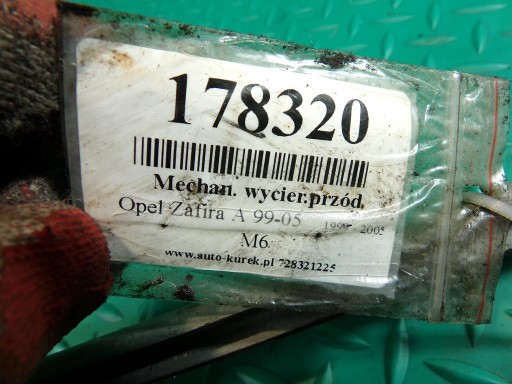 178320
Mechan. wycier.przód.
Opel Zafira A 99-05 1999 2005
M6
www.auto-kurek.pl 728321225